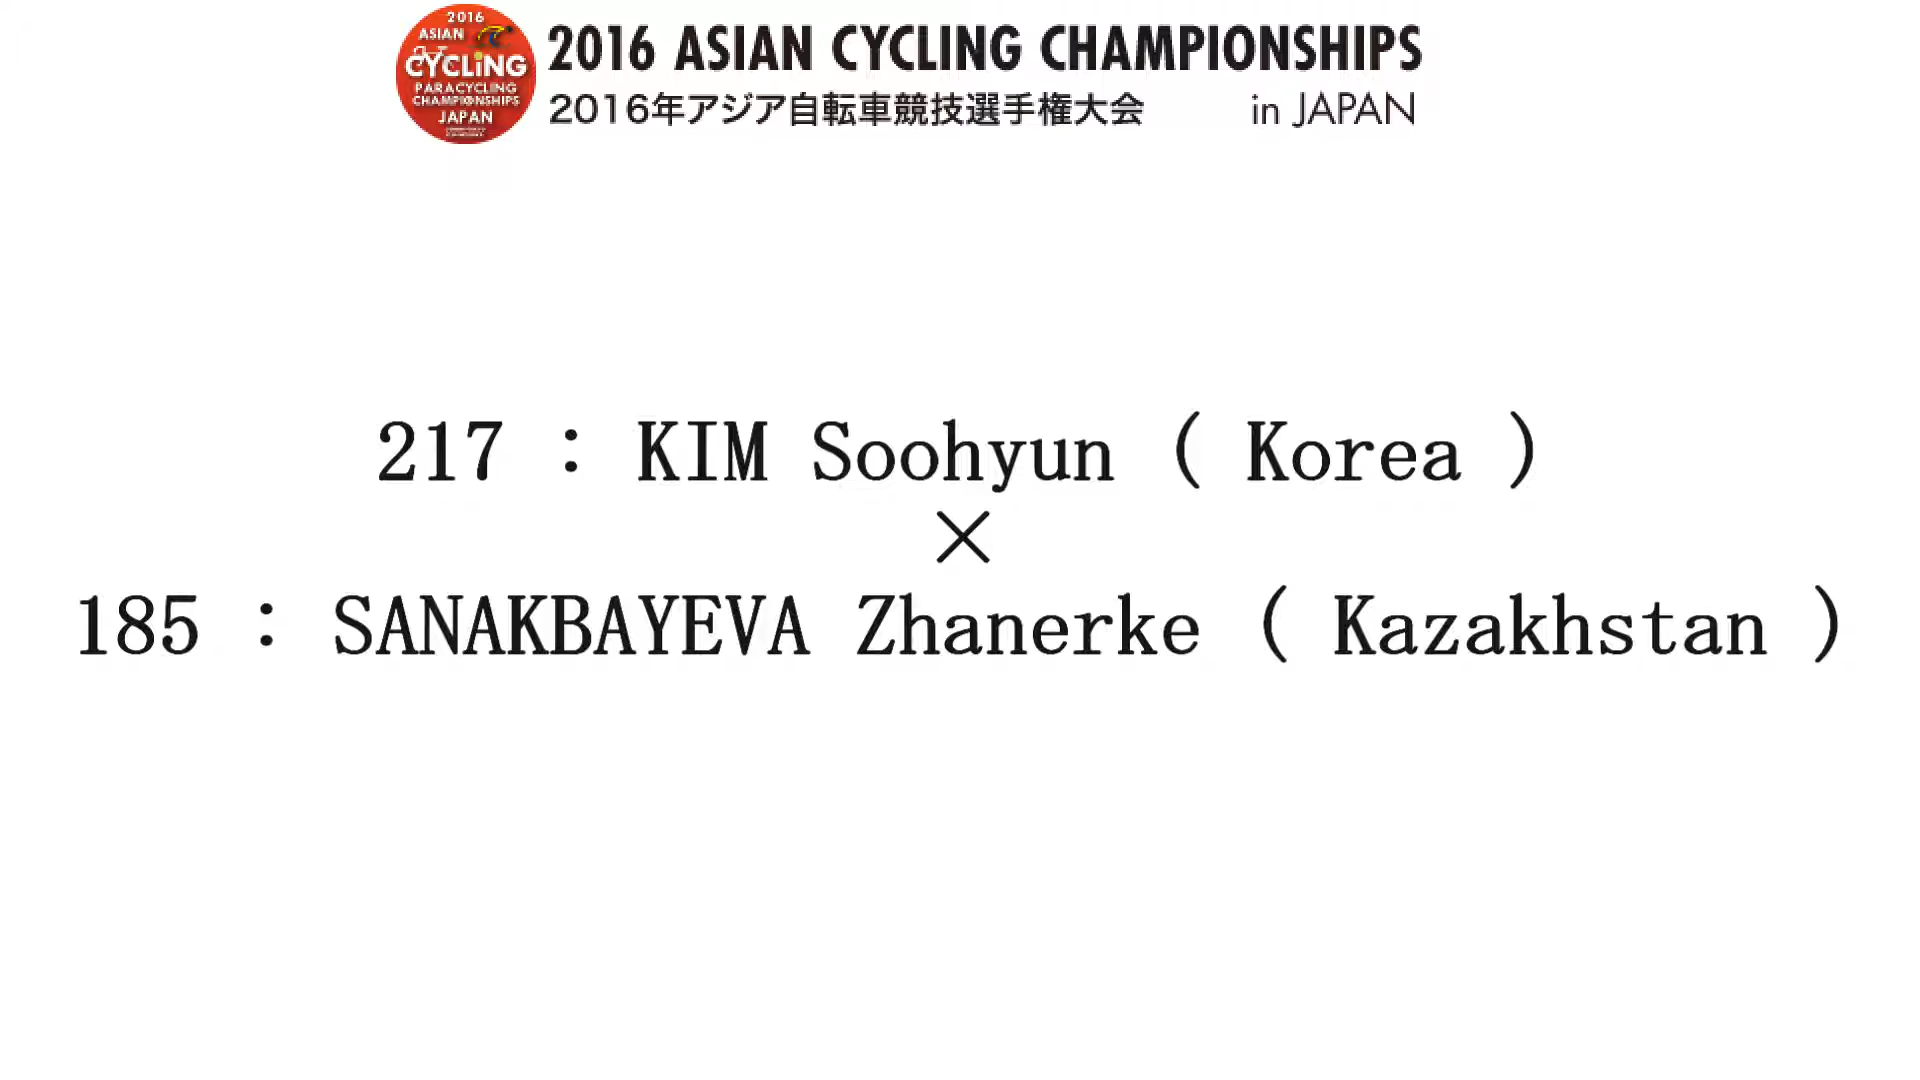 2016
ASIAN
CYCLiNG
PARACYCLING
CHAMPIONSHIPS
JAPAN
2016 ASIAN CYCLING CHAMPIONSHIPS
2016年アジア自転車競技選手権大会 in JAPAN
217 : KIM Soohyun ( Korea )
×
185 : SANAKBAYEVA Zhanerke ( Kazakhstan )